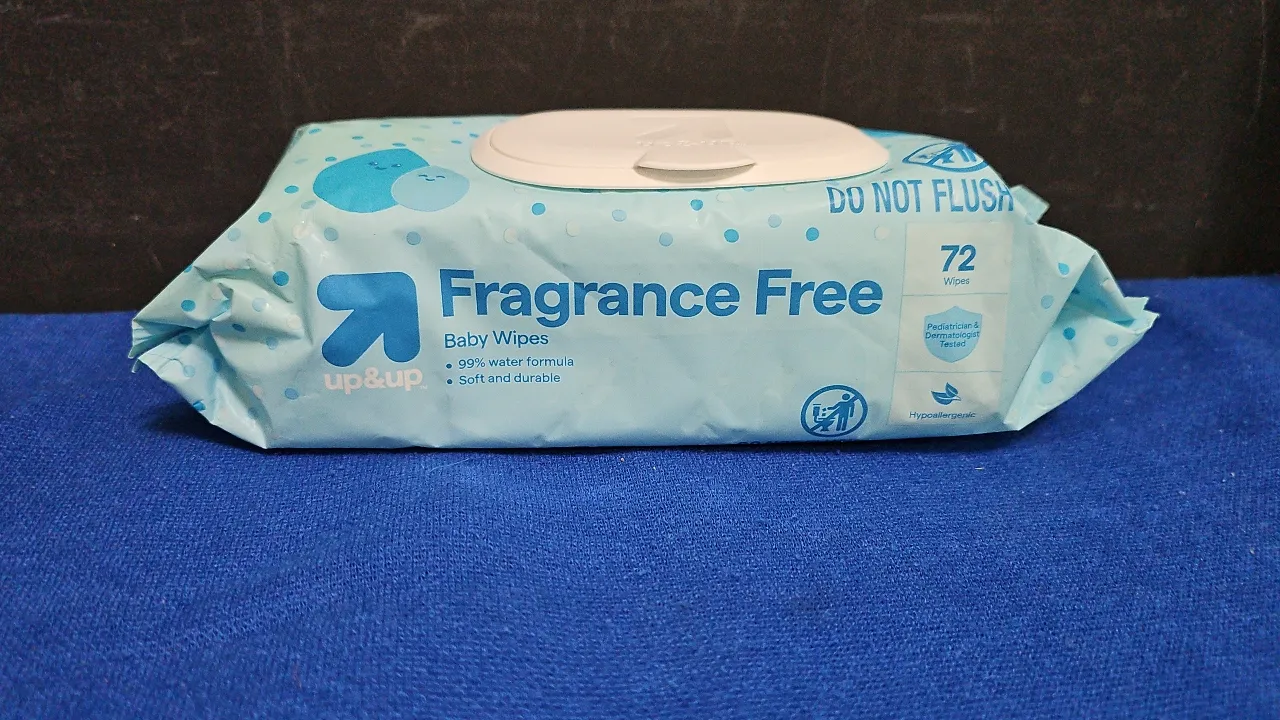 DO NOT FLUSH
Fragrance Free
Baby Wipes
• 99% water formula
• Soft and durable
up&up™
72
Wipes
Pediatrician &
Dermatologist
Tested
Hypoallergenic